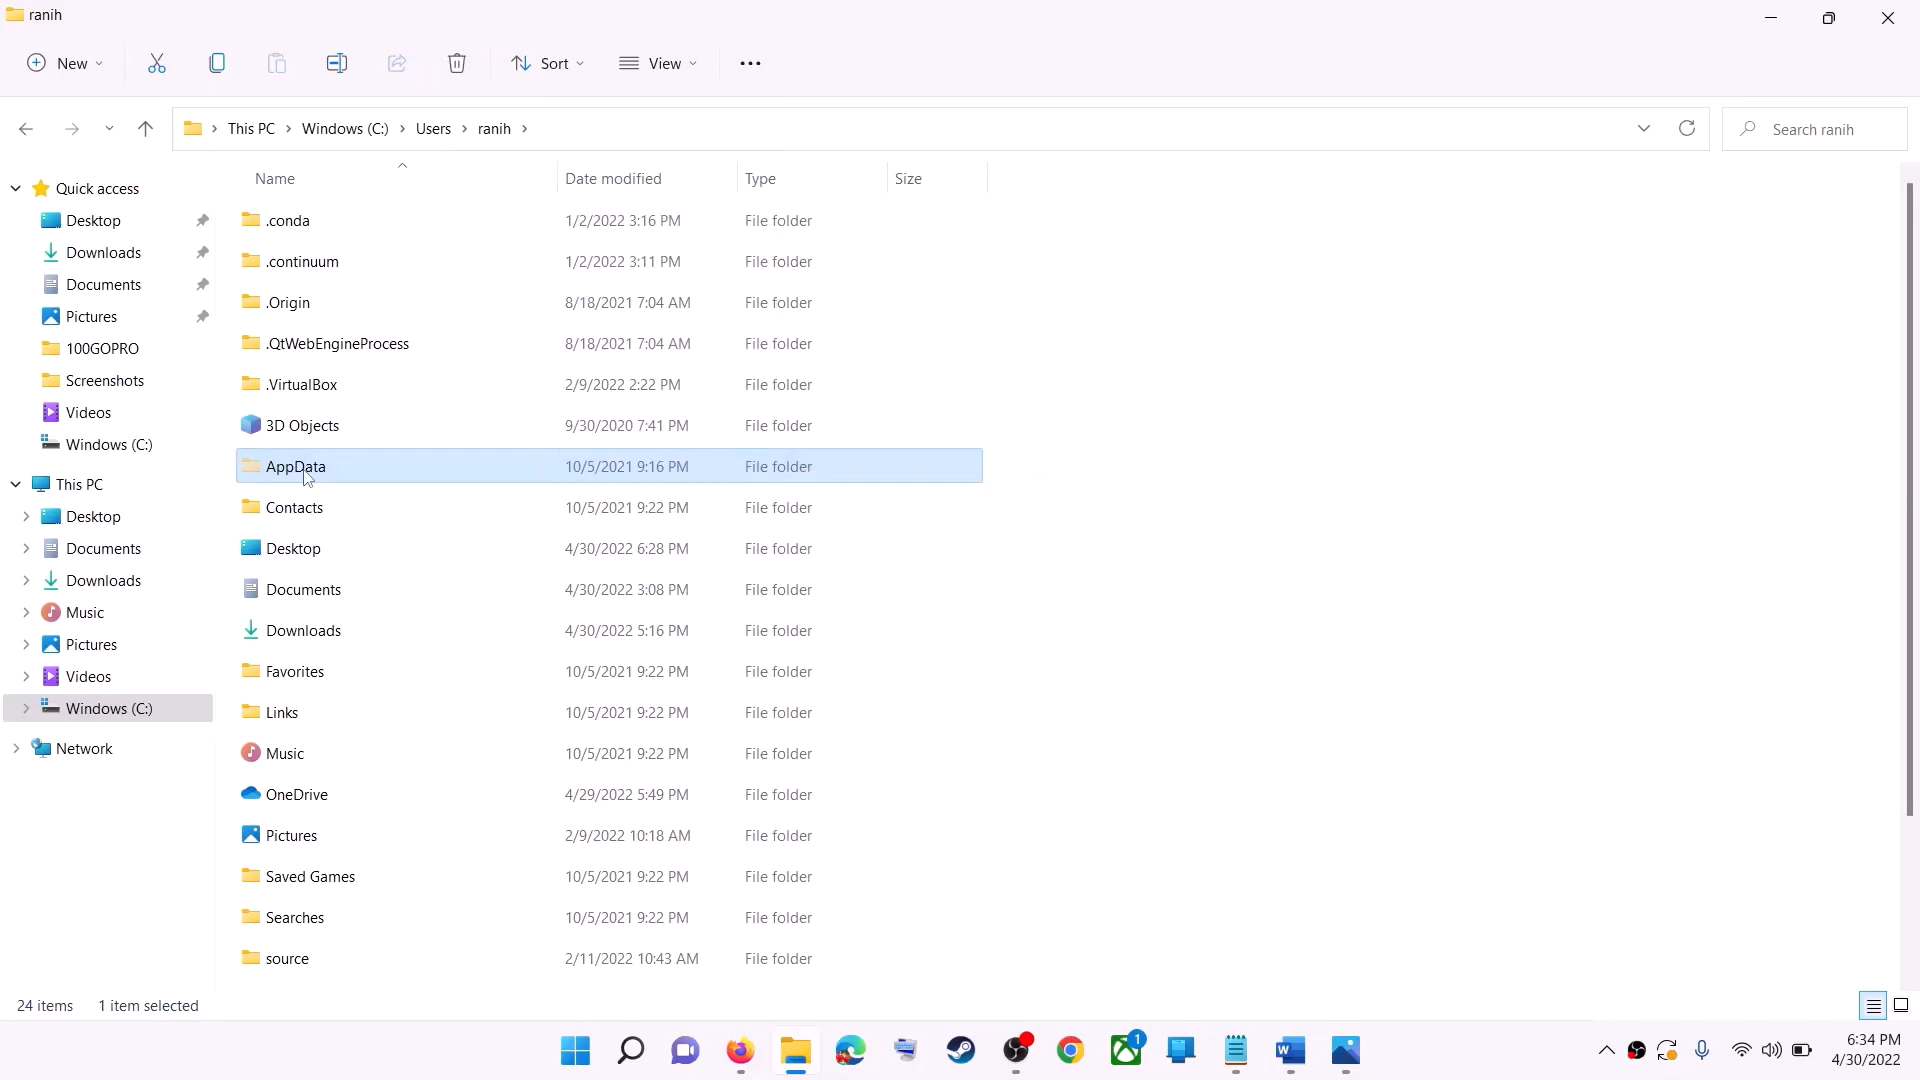 ranih
New
Sort
View
This PC Windows (C:) Users ranih
Search ranih
Quick access
Desktop
Downloads
Documents
Pictures
100GOPRO
Screenshots
Videos
Windows (C:)
This PC
Desktop
Documents
Downloads
Music
Pictures
Videos
Windows (C:)
Network
Name Date modified Type Size
.conda 1/2/2022 3:16 PM File folder
.continuum 1/2/2022 3:11 PM File folder
.Origin 8/18/2021 7:04 AM File folder
.QtWebEngineProcess 8/18/2021 7:04 AM File folder
.VirtualBox 2/9/2022 2:22 PM File folder
3D Objects 9/30/2020 7:41 PM File folder
AppData 10/5/2021 9:16 PM File folder
Contacts 10/5/2021 9:22 PM File folder
Desktop 4/30/2022 6:28 PM File folder
Documents 4/30/2022 3:08 PM File folder
Downloads 4/30/2022 5:16 PM File folder
Favorites 10/5/2021 9:22 PM File folder
Links 10/5/2021 9:22 PM File folder
Music 10/5/2021 9:22 PM File folder
OneDrive 4/29/2022 5:49 PM File folder
Pictures 2/9/2022 10:18 AM File folder
Saved Games 10/5/2021 9:22 PM File folder
Searches 10/5/2021 9:22 PM File folder
source 2/11/2022 10:43 AM File folder
24 items 1 item selected
1
W
6:34 PM
4/30/2022